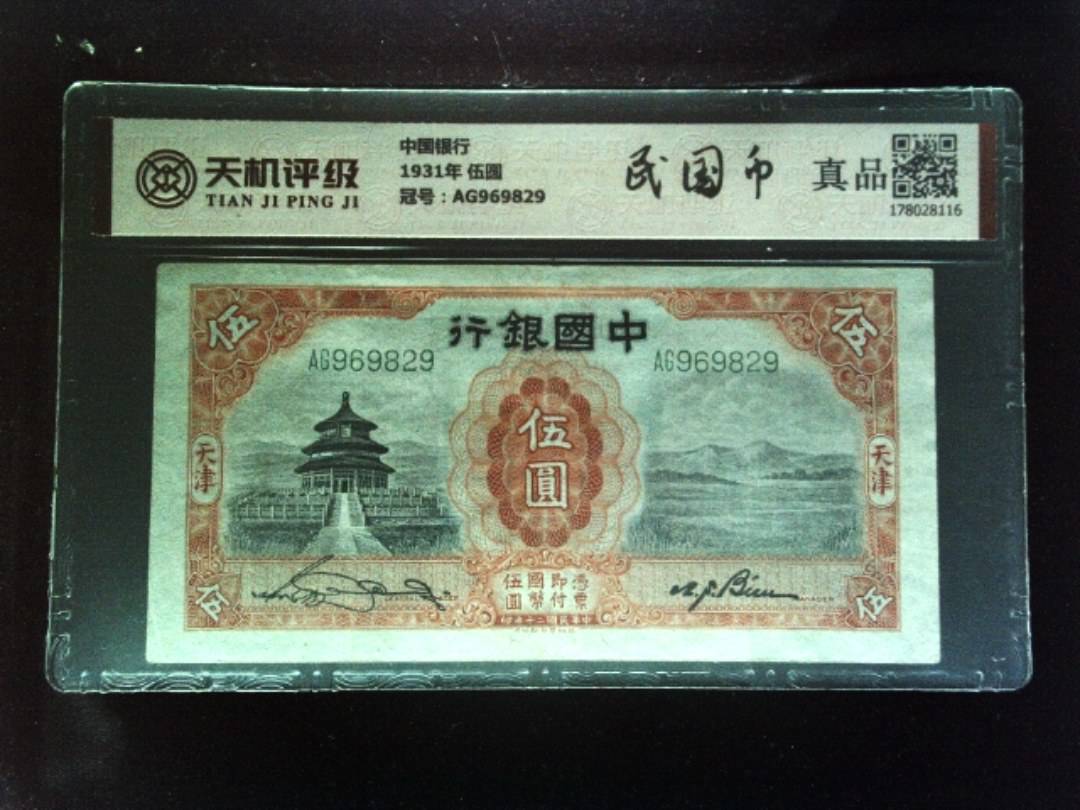 天机评级
TIAN JI PING JI
中国银行
1931年 伍圆
冠号：AG969829
民国币
真品
178028116
伍
伍
行銀國中
AG969829
AG969829
伍
圓
天津
天津
伍國即憑
圓幣付票
伍
伍
MANAGER